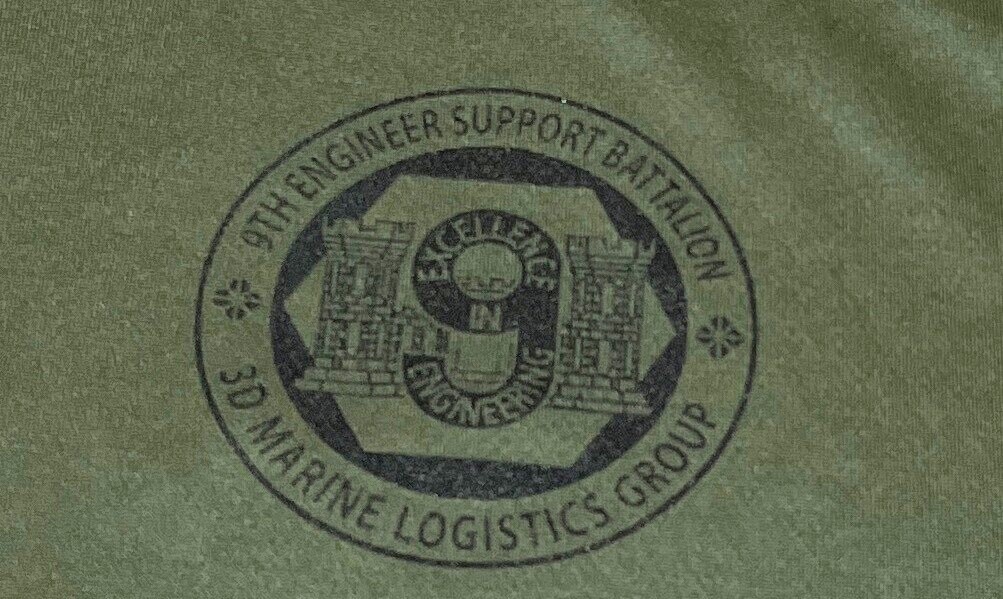 9TH ENGINEER SUPPORT BATTALION
EXCELLENCE
IN
ENGINEERING
9
3D MARINE LOGISTICS GROUP